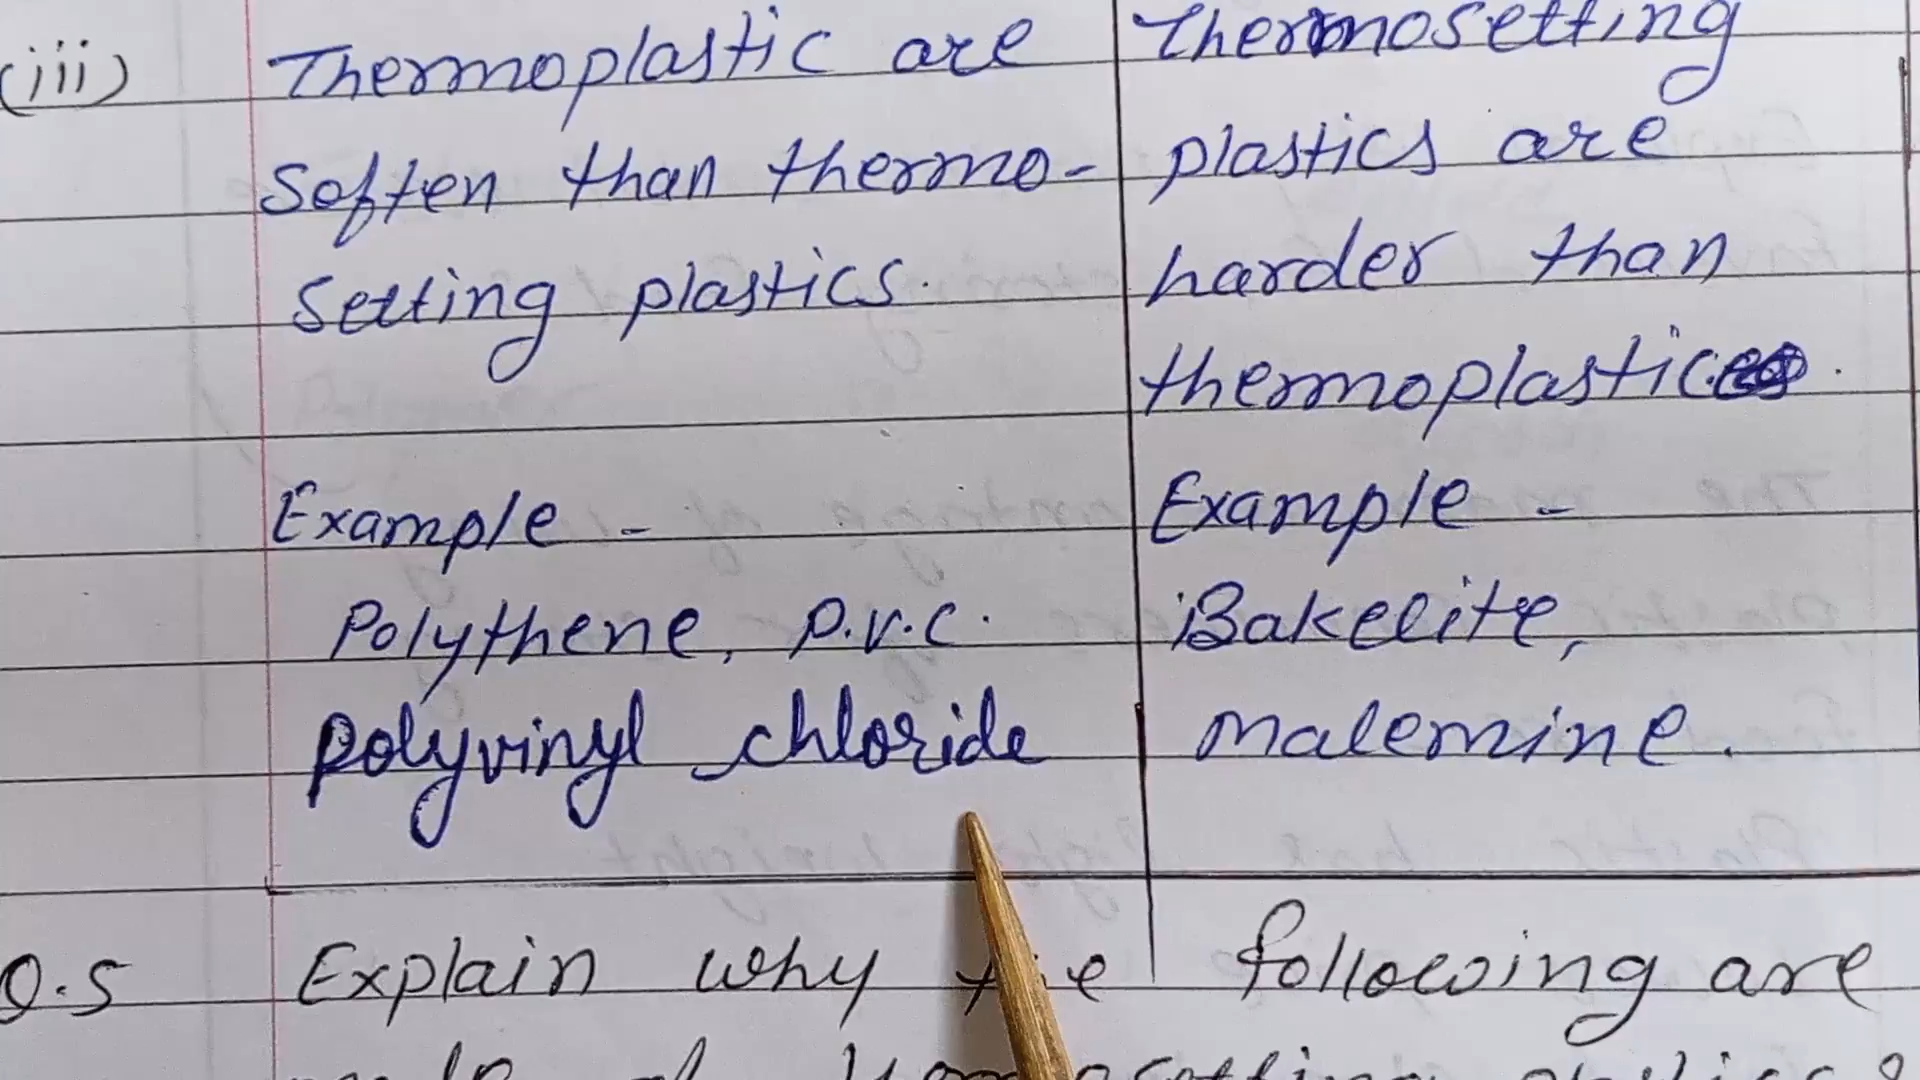 (iii) Thermoplastic are
Soften than thermo-
Setting plastics.
Example -
Polythene, P.V.C.
Polyvinyl chloride
Thermosetting
plastics are
harder than
thermoplastic.
Example -
Bakelite,
Malemine.
Q.5 Explain why the following are